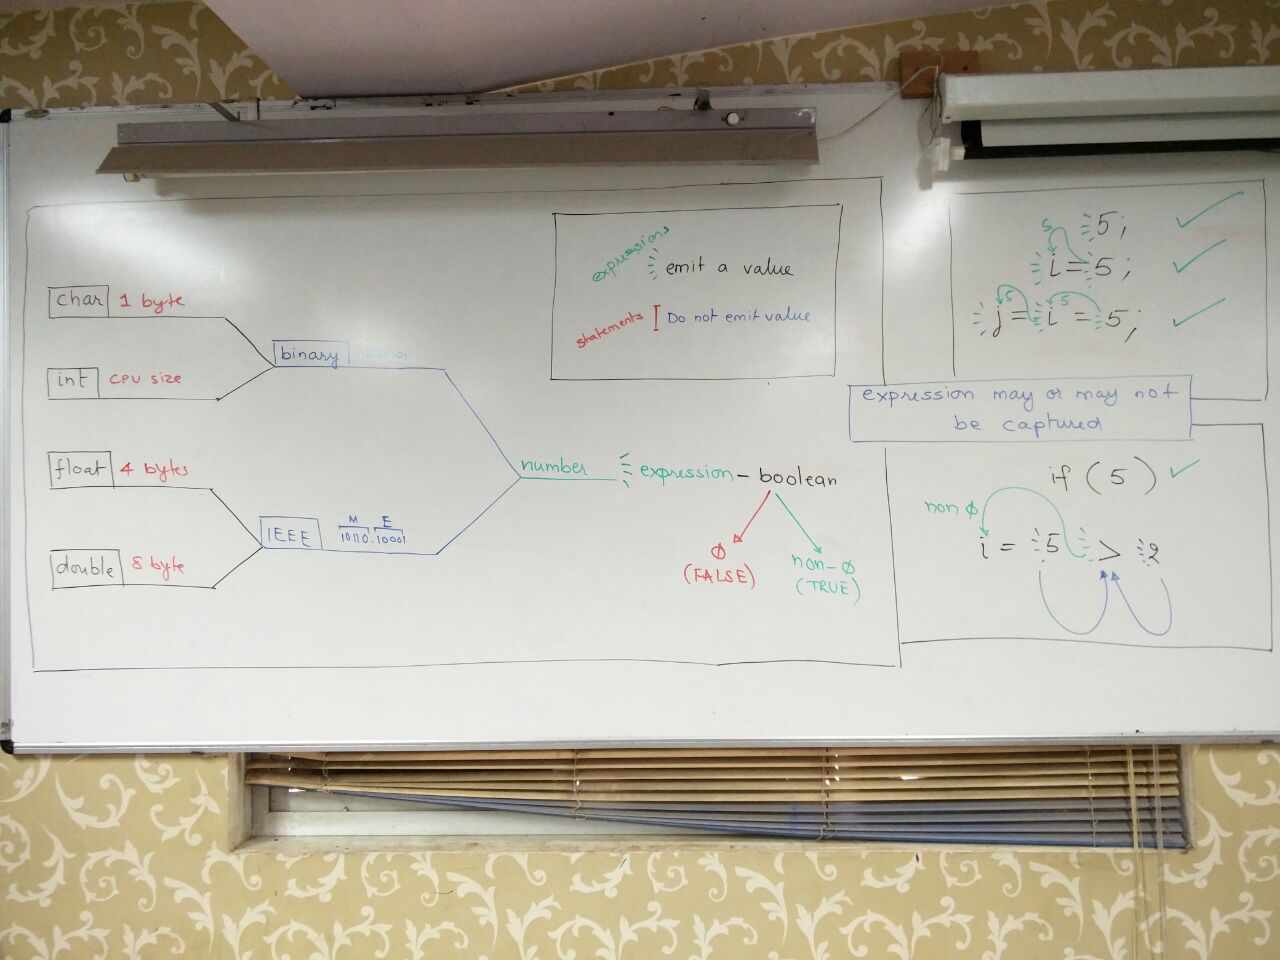 expressions
emit a value
statements
Do not emit value
char 1 byte
int CPU size
binary
float 4 bytes
double 8 byte
IEEE
M E
10110.10001
number expression - boolean
Ø
(FALSE)
non-Ø
(TRUE)
5;
5
i = 5;
5 5
j = i = 5;
expression may or may not
be captured
if (5)
non Ø
i = 5 > 2